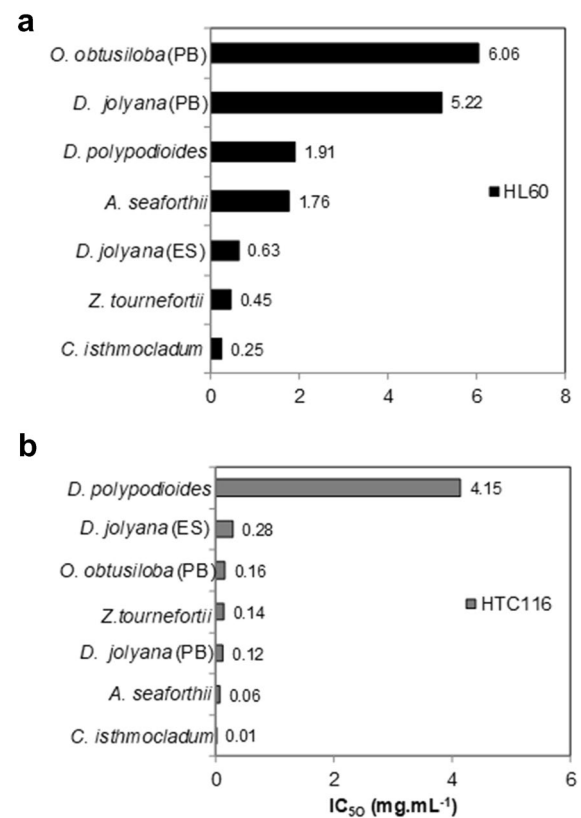 a
O. obtusiloba(PB) 6.06
D. jolyana(PB) 5.22
D. polypodioides 1.91
A. seaforthii 1.76
HL60
D. jolyana(ES) 0.63
Z. tournefortii 0.45
C. isthmocladum 0.25
0 2 4 6 8
b
D. polypodioides 4.15
D. jolyana(ES) 0.28
O. obtusiloba(PB) 0.16
Z.tournefortii 0.14
HTC116
D. jolyana(PB) 0.12
A. seaforthii 0.06
C. isthmocladum 0.01
0 2 4 6
IC50 (mg.mL-1)